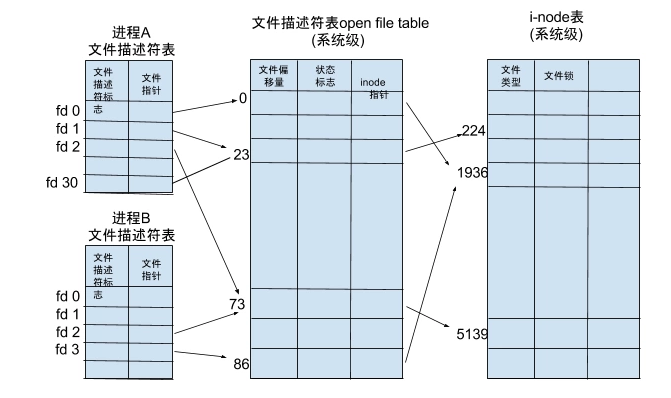 进程A
文件描述符表
文件
描述
符标
志
文件
指针
fd 0
fd 1
fd 2
fd 30
进程B
文件描述符表
文件
描述
符标
志
文件
指针
fd 0
fd 1
fd 2
fd 3
文件描述符表open file table
(系统级)
文件偏
移量
状态
标志
inode
指针
0
23
73
86
i-node表
(系统级)
文件
类型
文件锁
224
1936
5139